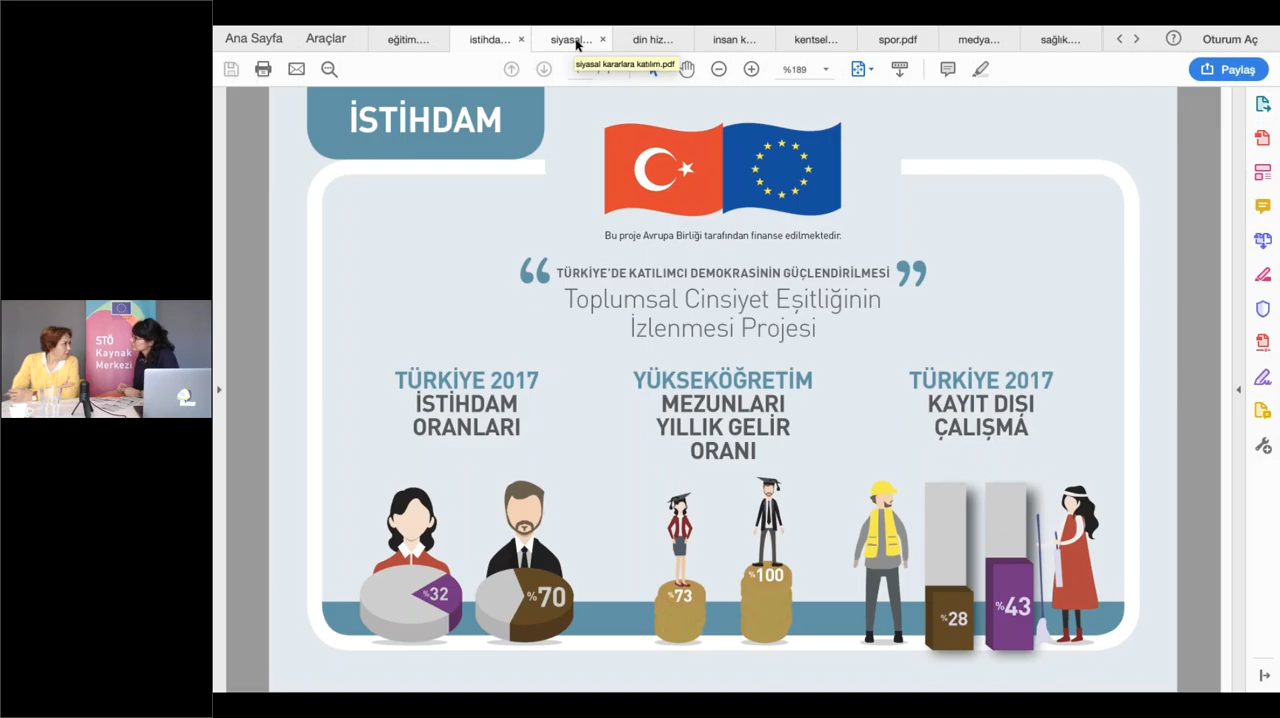 Ana Sayfa
Araçlar
eğitim....
istihda...
siyasal...
din hiz...
insan k...
kentsel...
spor.pdf
medya...
sağlık....
Oturum Aç
siyasal kararlara katılım.pdf
%189
Paylaş
İSTİHDAM
Bu proje Avrupa Birliği tarafından finanse edilmektedir.
“ TÜRKİYE'DE KATILIMCI DEMOKRASİNİN GÜÇLENDİRİLMESİ ”
Toplumsal Cinsiyet Eşitliğinin
İzlenmesi Projesi
TÜRKİYE 2017
İSTİHDAM
ORANLARI
YÜKSEKÖĞRETİM
MEZUNLARI
YILLIK GELİR
ORANI
TÜRKİYE 2017
KAYIT DIŞI
ÇALIŞMA
%32
%70
%73
%100
%28
%43
STÖ
Kaynak
Merkezi